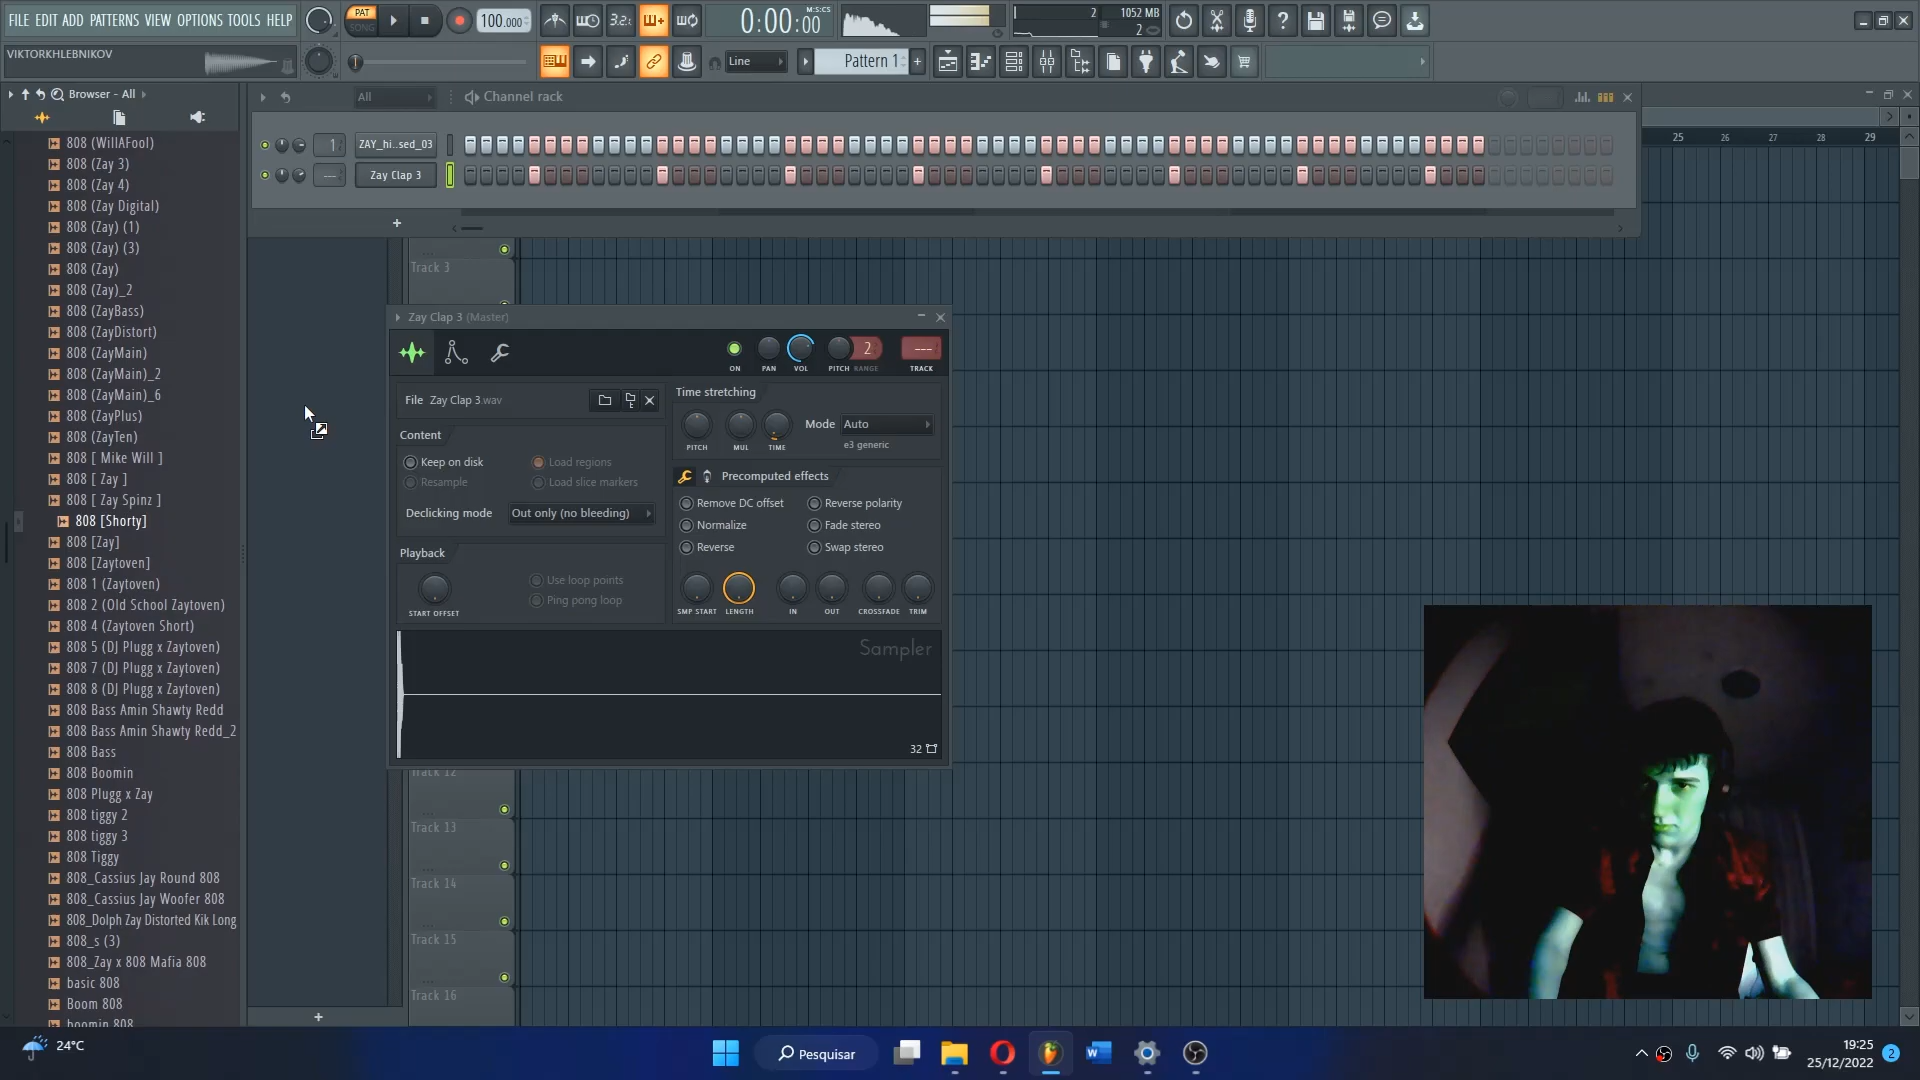 FILE EDIT ADD PATTERNS VIEW OPTIONS TOOLS HELP
PAT
SONG
100.000
3.2
0:00:00
M:S:CS
2
1052 MB
2
VIKTORKHLEBNIKOV
Line
Pattern 1
Browser - All
All
Channel rack
25 26 27 28 29
1
ZAY_hi..sed_03
---
Zay Clap 3
808 (WillAFool)
808 (Zay 3)
808 (Zay 4)
808 (Zay Digital)
808 (Zay) (1)
808 (Zay) (3)
808 (Zay)
808 (Zay)_2
808 (ZayBass)
808 (ZayDistort)
808 (ZayMain)
808 (ZayMain)_2
808 (ZayMain)_6
808 (ZayPlus)
808 (ZayTen)
808 [ Mike Will ]
808 [ Zay ]
808 [ Zay Spinz ]
808 [Shorty]
808 [Zay]
808 [Zaytoven]
808 1 (Zaytoven)
808 2 (Old School Zaytoven)
808 4 (Zaytoven Short)
808 5 (DJ Plugg x Zaytoven)
808 7 (DJ Plugg x Zaytoven)
808 8 (DJ Plugg x Zaytoven)
808 Bass Amin Shawty Redd
808 Bass Amin Shawty Redd_2
808 Bass
808 Boomin
808 Plugg x Zay
808 tiggy 2
808 tiggy 3
808 Tiggy
808_Cassius Jay Round 808
808_Cassius Jay Woofer 808
808_Dolph Zay Distorted Kik Long
808_s (3)
808_Zay x 808 Mafia 808
basic 808
Boom 808
boomin 808
Track 3
Zay Clap 3 (Master)
2
---
ON
PAN
VOL
PITCH
RANGE
TRACK
File Zay Clap 3.wav
Content
Keep on disk
Load regions
Resample
Load slice markers
Declicking mode
Out only (no bleeding)
Playback
START OFFSET
Use loop points
Ping pong loop
Time stretching
PITCH
MUL
TIME
Mode
Auto
e3 generic
Precomputed effects
Remove DC offset
Reverse polarity
Normalize
Fade stereo
Reverse
Swap stereo
SMP START
LENGTH
IN
OUT
CROSSFADE
TRIM
Sampler
32
Track 12
Track 13
Track 14
Track 15
Track 16
24°C
Pesquisar
19:25
25/12/2022
2